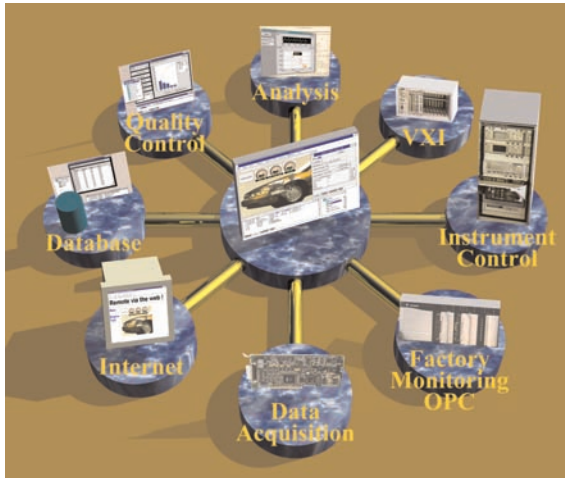 Analysis
Quality
Control
VXI
Database
Instrument
Control
Remote via the web !
Internet
Factory
Monitoring
OPC
Data
Acquisition